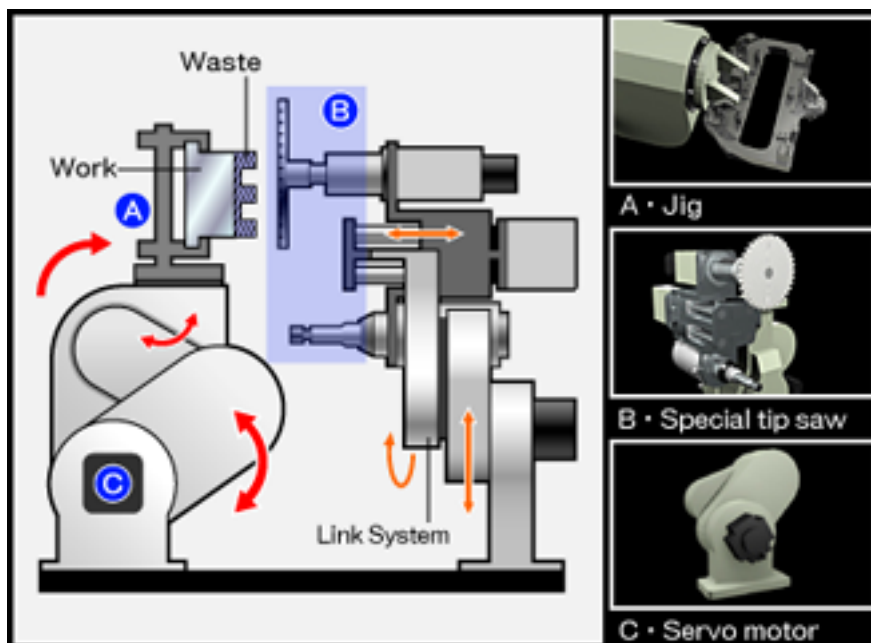 Waste
B
Work
A
A・Jig
B・Special tip saw
C
Link System
C・Servo motor